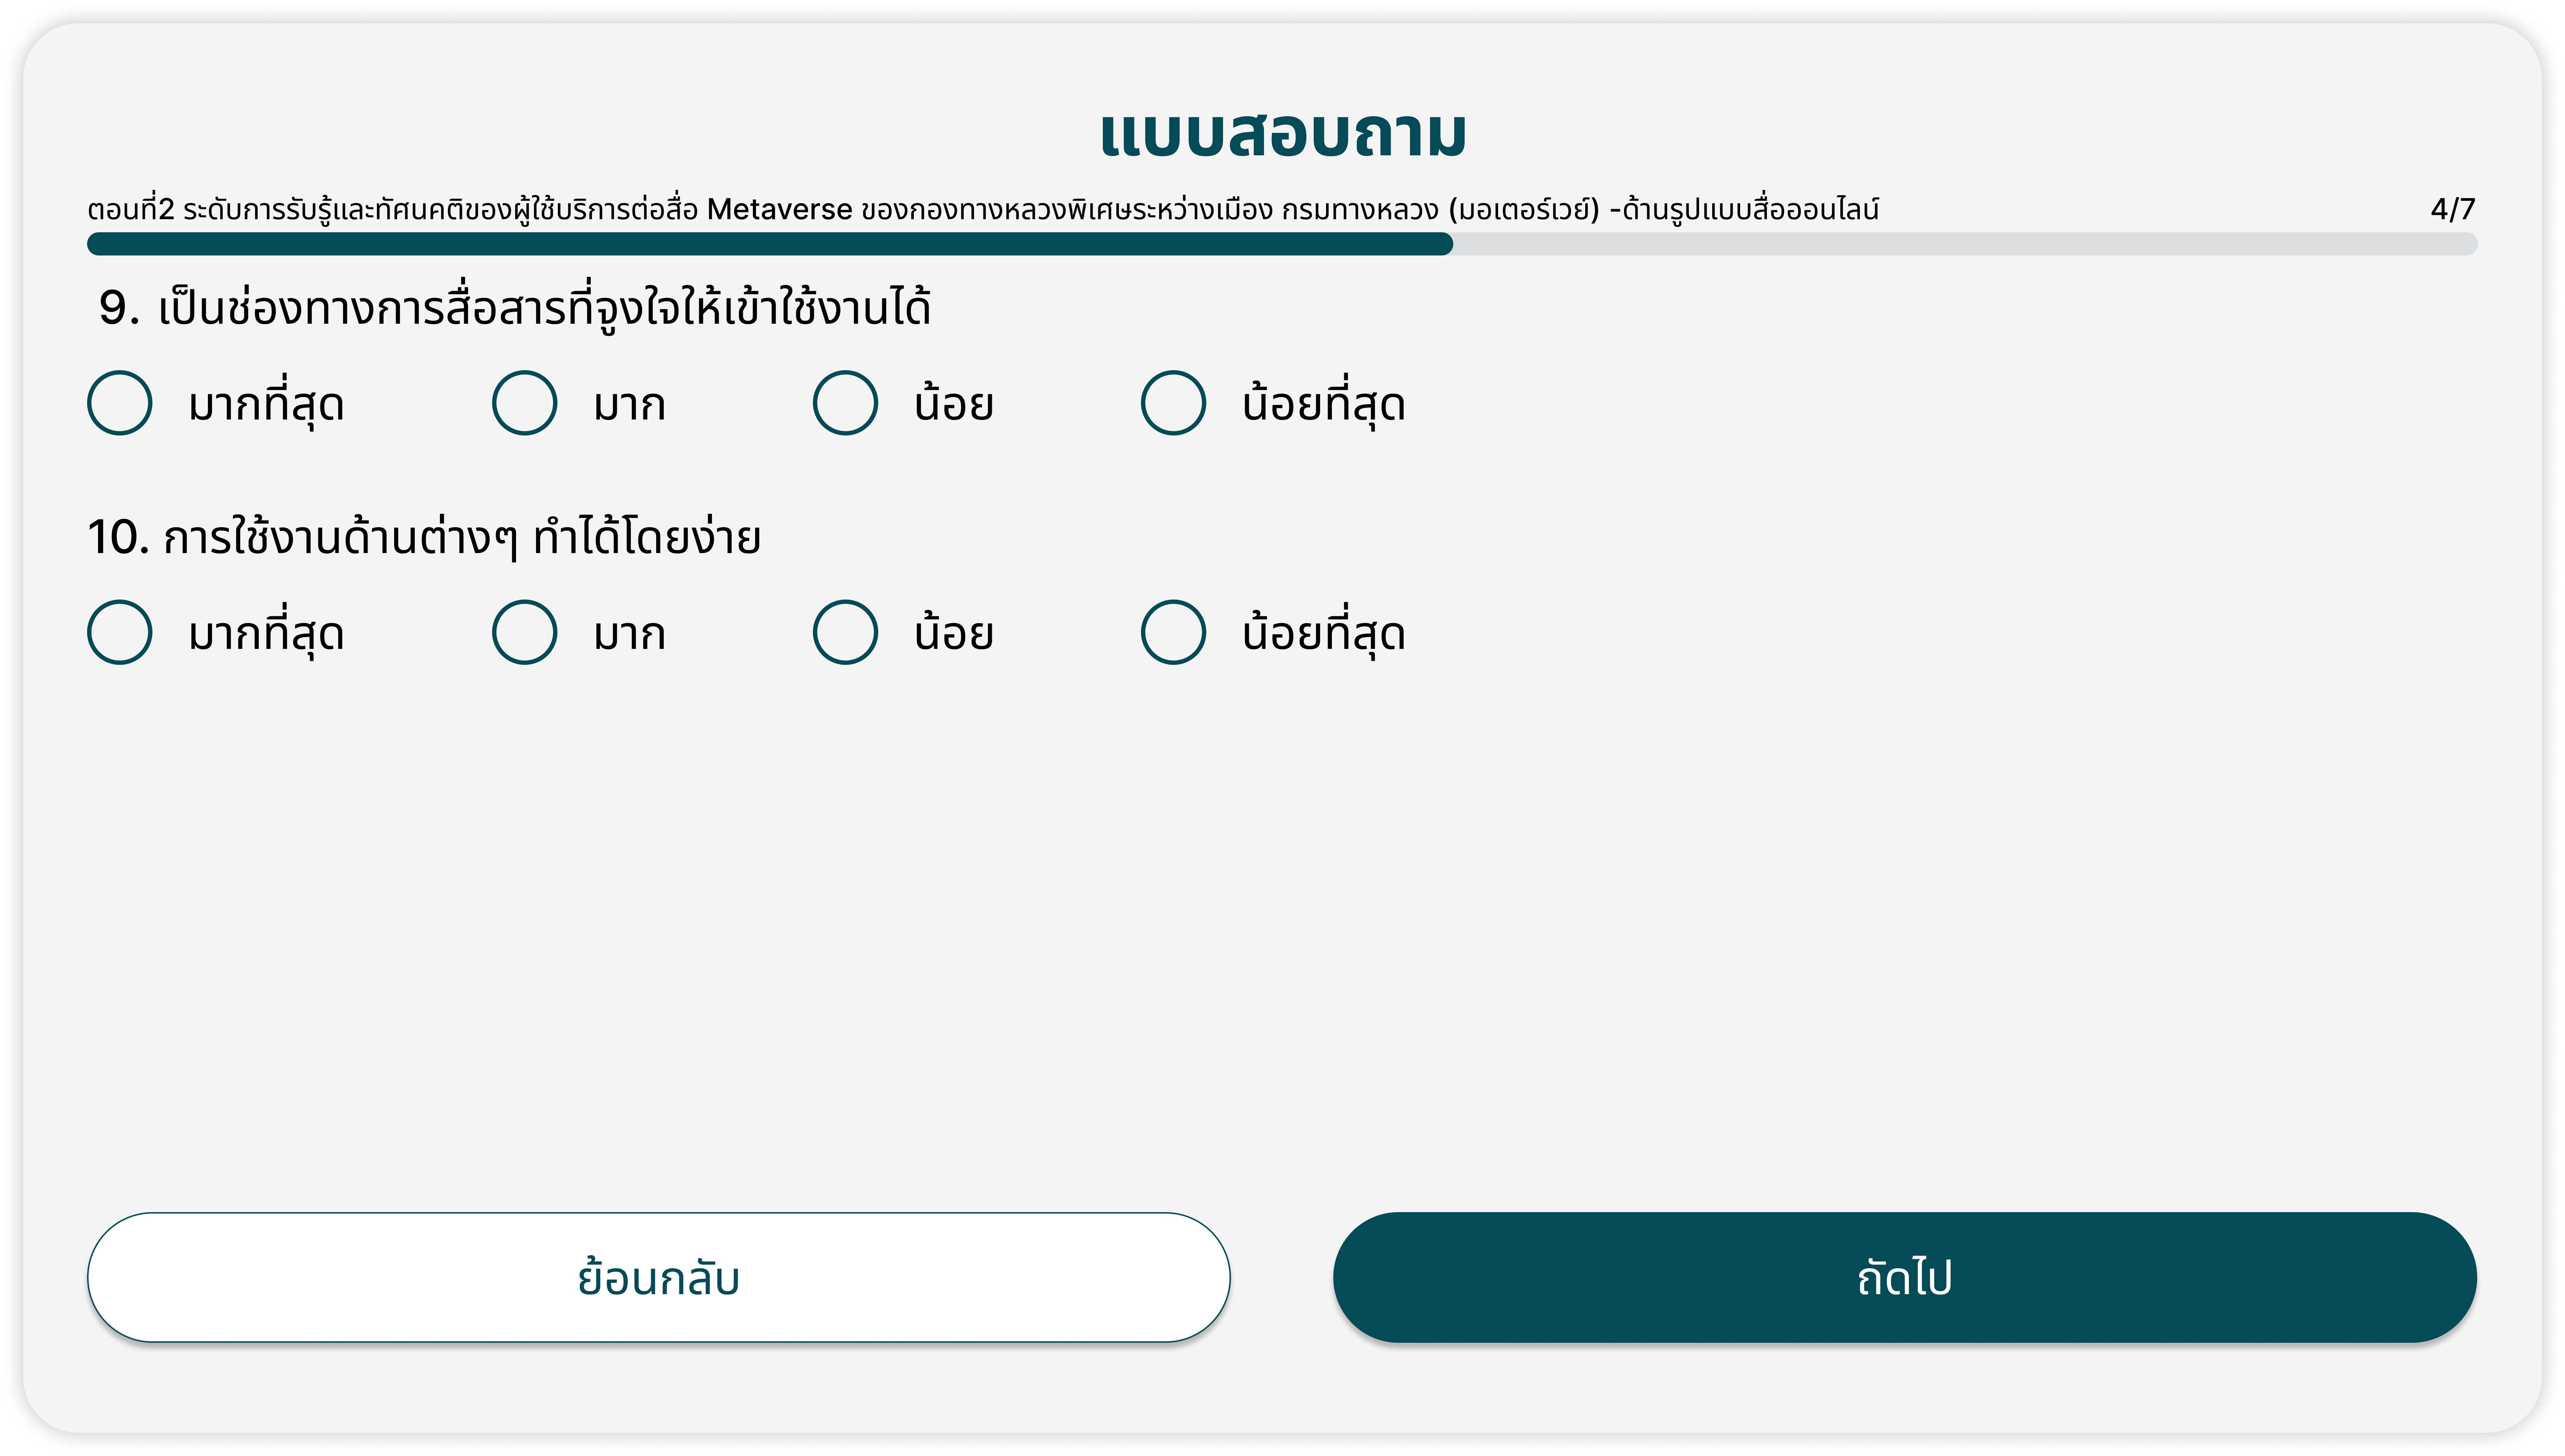 แบบสอบถาม
ตอนที่2 ระดับการรับรู้และทัศนคติของผู้ใช้บริการต่อสื่อ Metaverse ของกองทางหลวงพิเศษระหว่างเมือง กรมทางหลวง (มอเตอร์เวย์) -ด้านรูปแบบสื่อออนไลน์ 4/7
9. เป็นช่องทางการสื่อสารที่จูงใจให้เข้าใช้งานได้
มากที่สุด มาก น้อย น้อยที่สุด
10. การใช้งานด้านต่างๆ ทำได้โดยง่าย
มากที่สุด มาก น้อย น้อยที่สุด
ย้อนกลับ ถัดไป